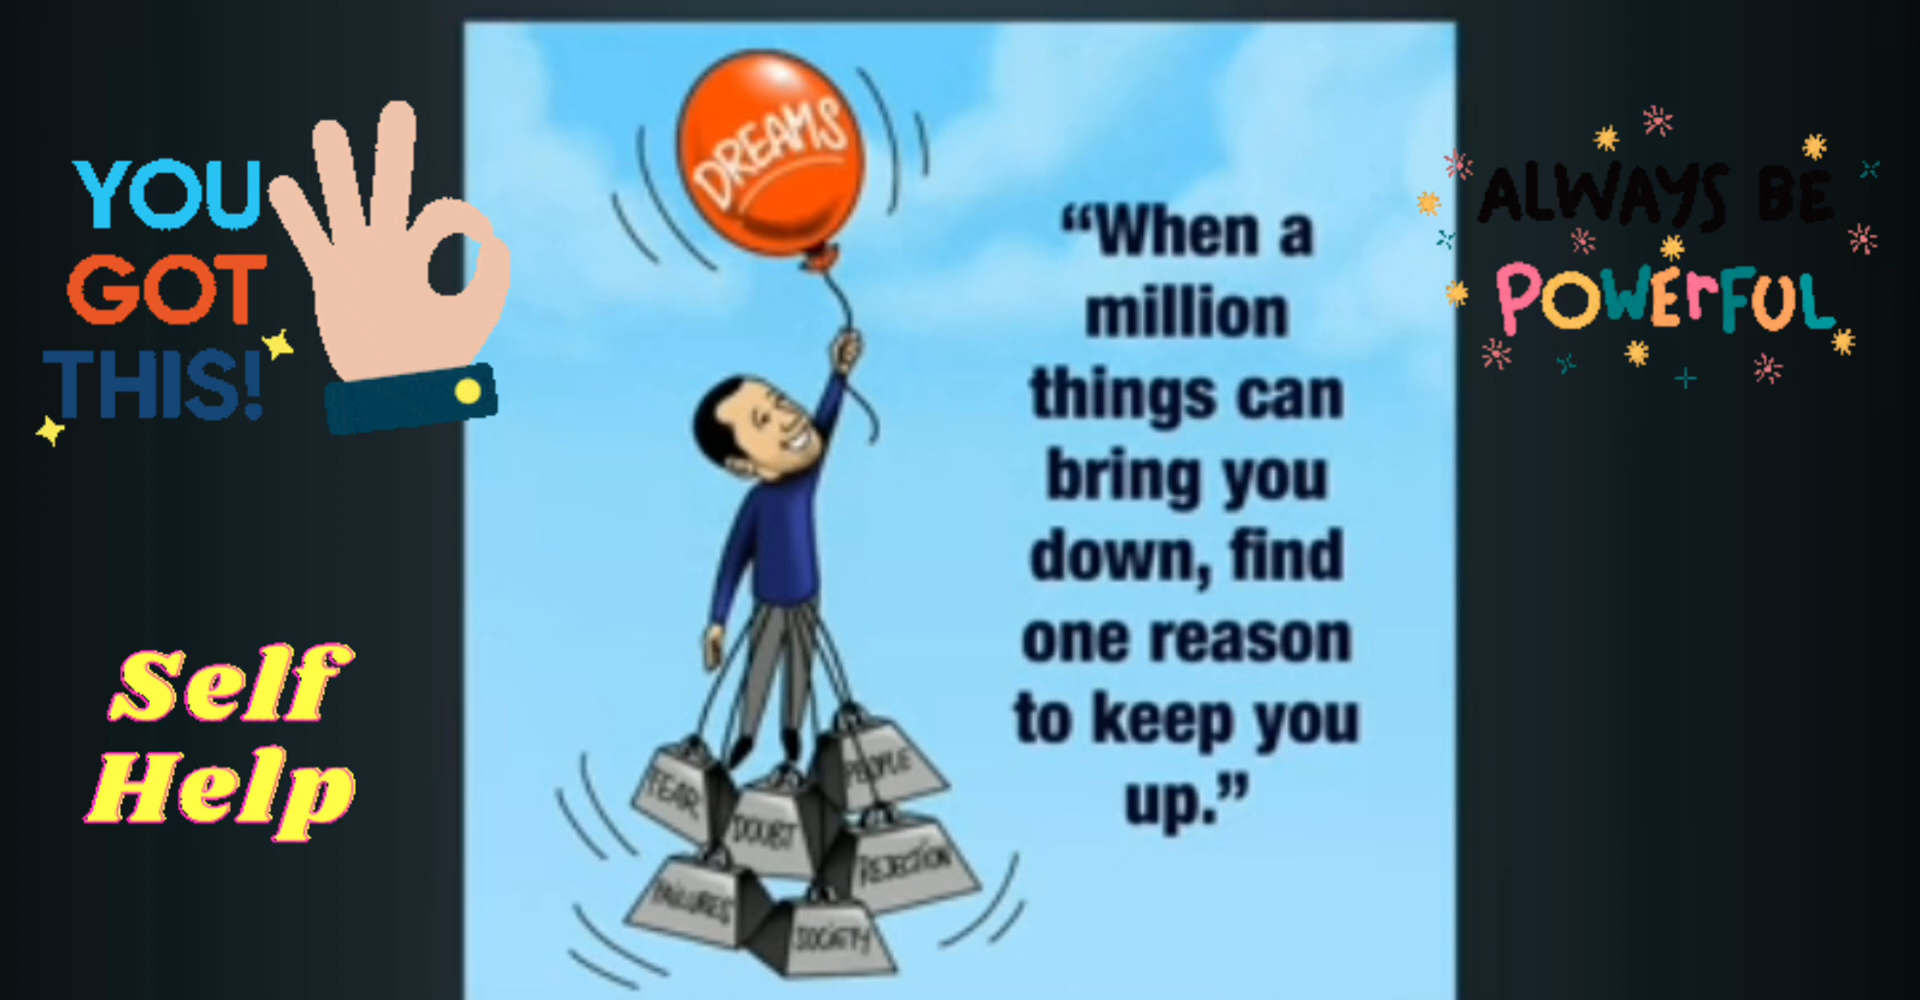 YOU
GOT
THIS!
Self
Help
DREAMS
FEAR
DOUBT
PEOPLE
FAILURES
REJECTION
SOCIETY
“When a
million
things can
bring you
down, find
one reason
to keep you
up.”
ALWAYS BE
POWERFUL